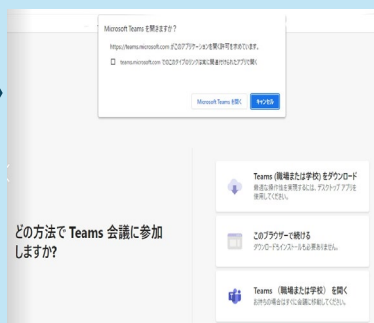 Microsoft Teams を開きますか?
https://teams.microsoft.com がこのアプリケーションを開く許可を求めています。
teams.microsoft.com でのこのタイプのリンクは常に関連付けられたアプリで開く
Microsoft Teams を開く
キャンセル
どの方法で Teams 会議に参加
しますか?
Teams (職場または学校) をダウンロード
最適な操作性を実現するには、デスクトップ アプリを
使用してください。
このブラウザーで続ける
ダウンロードもインストールも必要ありません。
Teams (職場または学校) を開く
お持ちの場合はすぐに会議に移動してください。